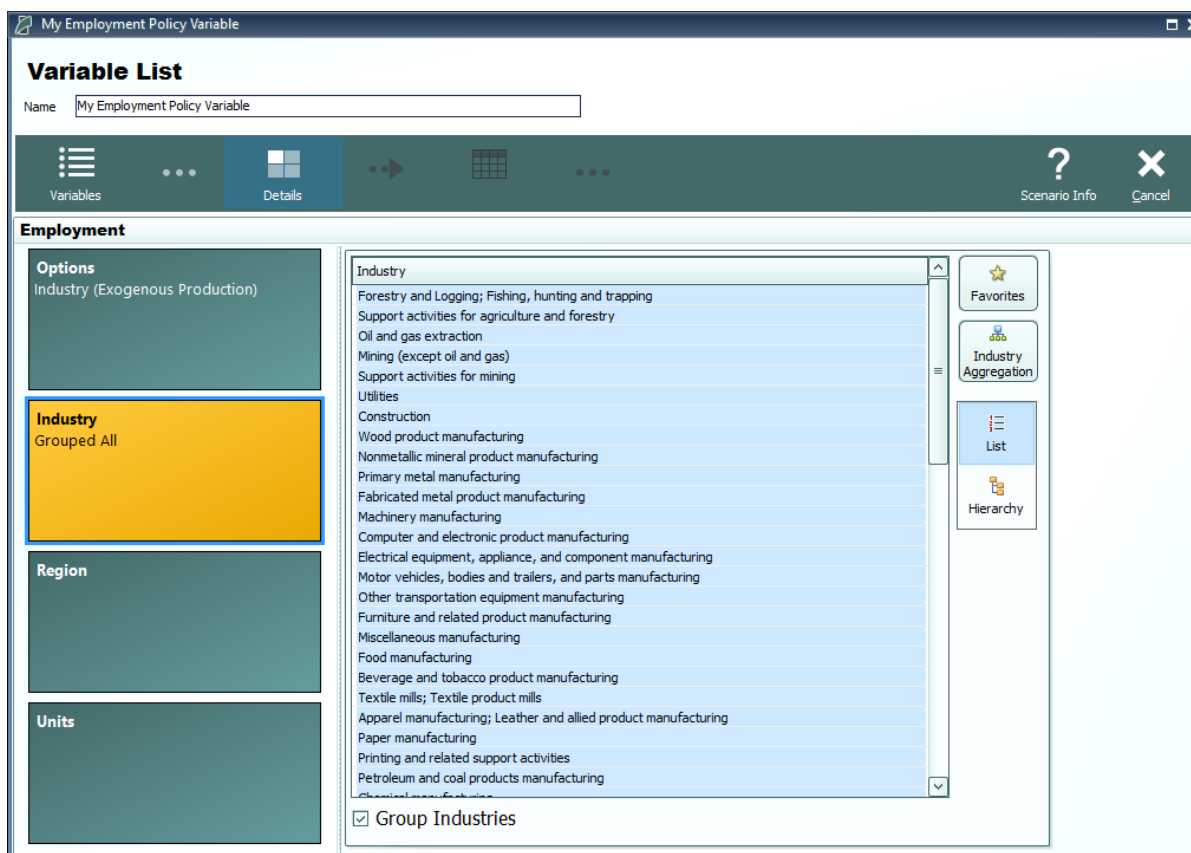 My Employment Policy Variable
Variable List
Name My Employment Policy Variable
Variables
Details
Scenario Info
Cancel
Employment
Options
Industry (Exogenous Production)
Industry
Grouped All
Region
Units
Industry
Forestry and Logging; Fishing, hunting and trapping
Support activities for agriculture and forestry
Oil and gas extraction
Mining (except oil and gas)
Support activities for mining
Utilities
Construction
Wood product manufacturing
Nonmetallic mineral product manufacturing
Primary metal manufacturing
Fabricated metal product manufacturing
Machinery manufacturing
Computer and electronic product manufacturing
Electrical equipment, appliance, and component manufacturing
Motor vehicles, bodies and trailers, and parts manufacturing
Other transportation equipment manufacturing
Furniture and related product manufacturing
Miscellaneous manufacturing
Food manufacturing
Beverage and tobacco product manufacturing
Textile mills; Textile product mills
Apparel manufacturing; Leather and allied product manufacturing
Paper manufacturing
Printing and related support activities
Petroleum and coal products manufacturing
Chemical manufacturing
Group Industries
Favorites
Industry
Aggregation
List
Hierarchy